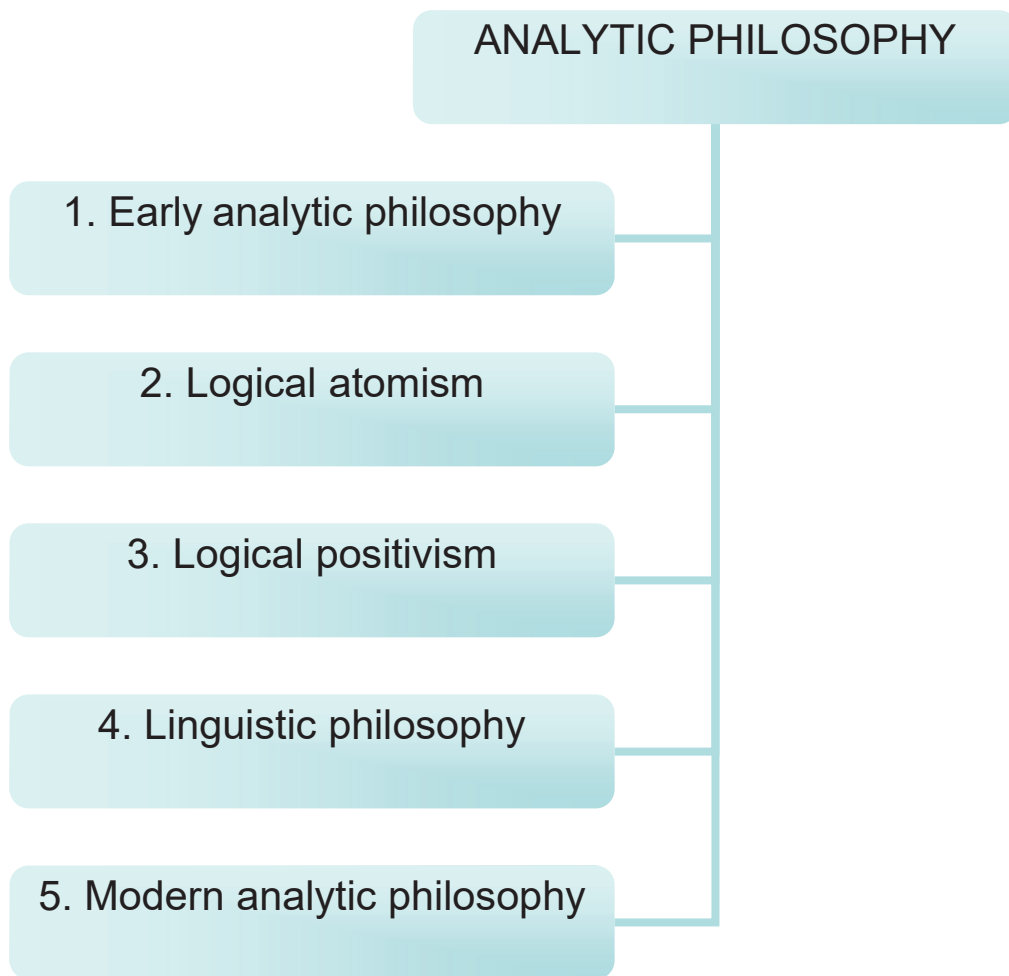 ANALYTIC PHILOSOPHY
1. Early analytic philosophy
2. Logical atomism
3. Logical positivism
4. Linguistic philosophy
5. Modern analytic philosophy